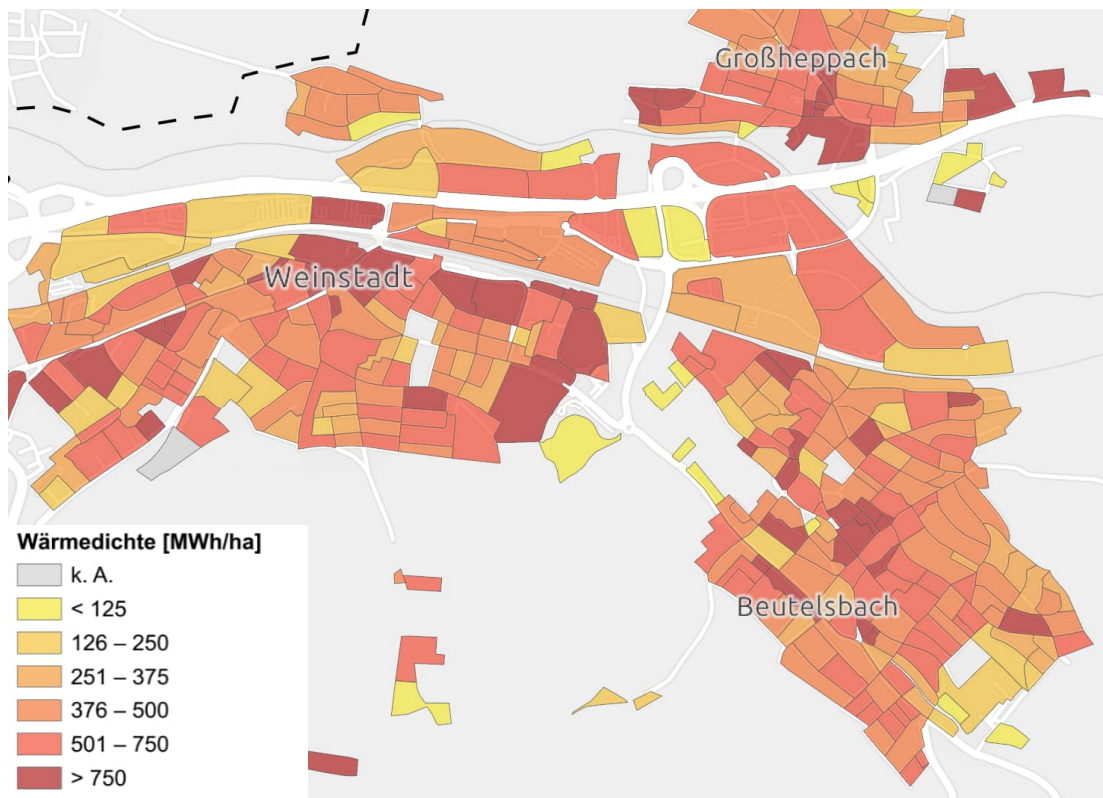 Großheppach
Weinstadt
Beutelsbach
Wärmedichte [MWh/ha]
k. A.
< 125
126 – 250
251 – 375
376 – 500
501 – 750
> 750